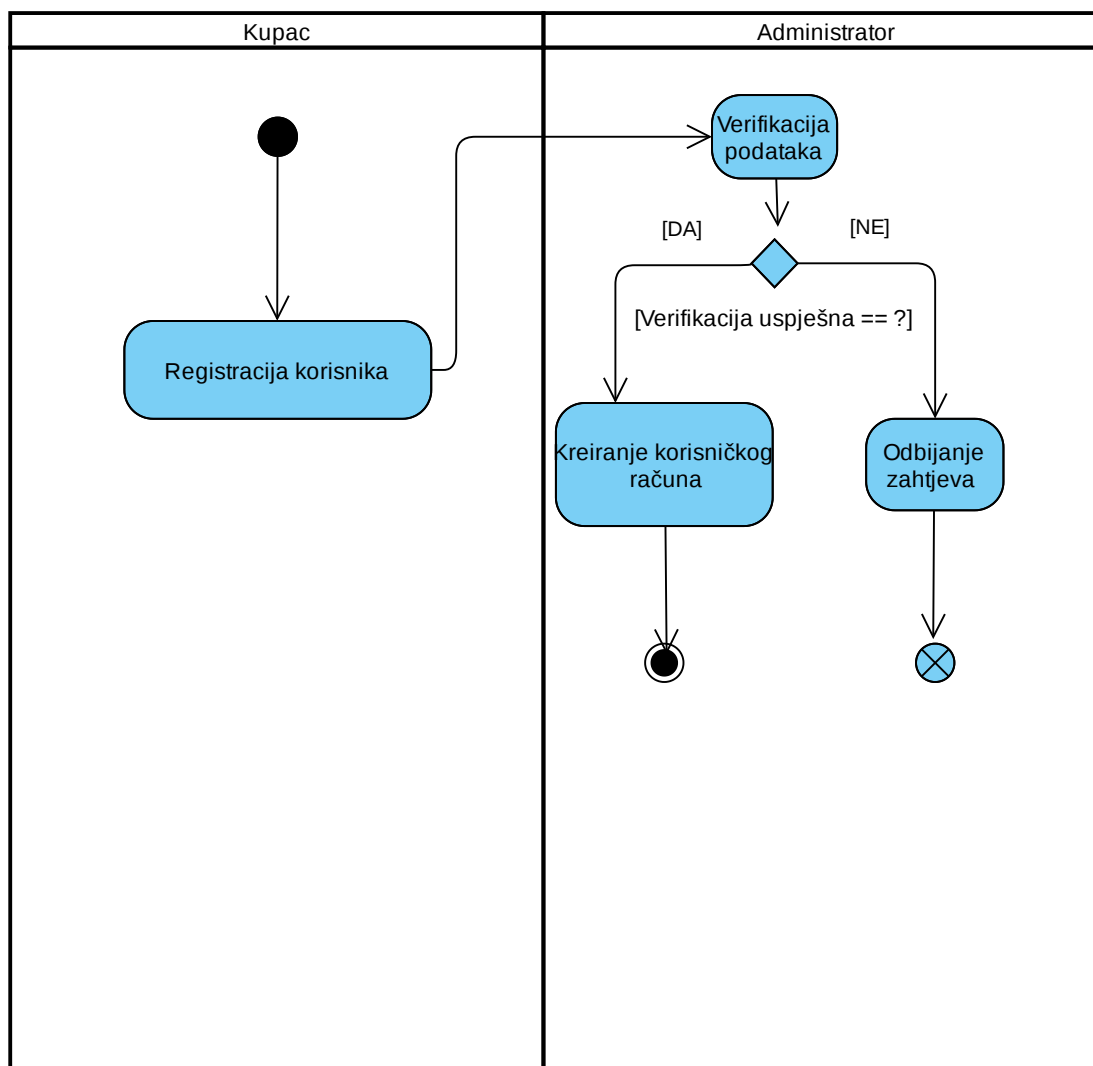 Kupac
Administrator
Verifikacija
podataka
[DA]
[NE]
[Verifikacija uspješna == ?]
Registracija korisnika
Kreiranje korisničkog
računa
Odbijanje
zahtjeva